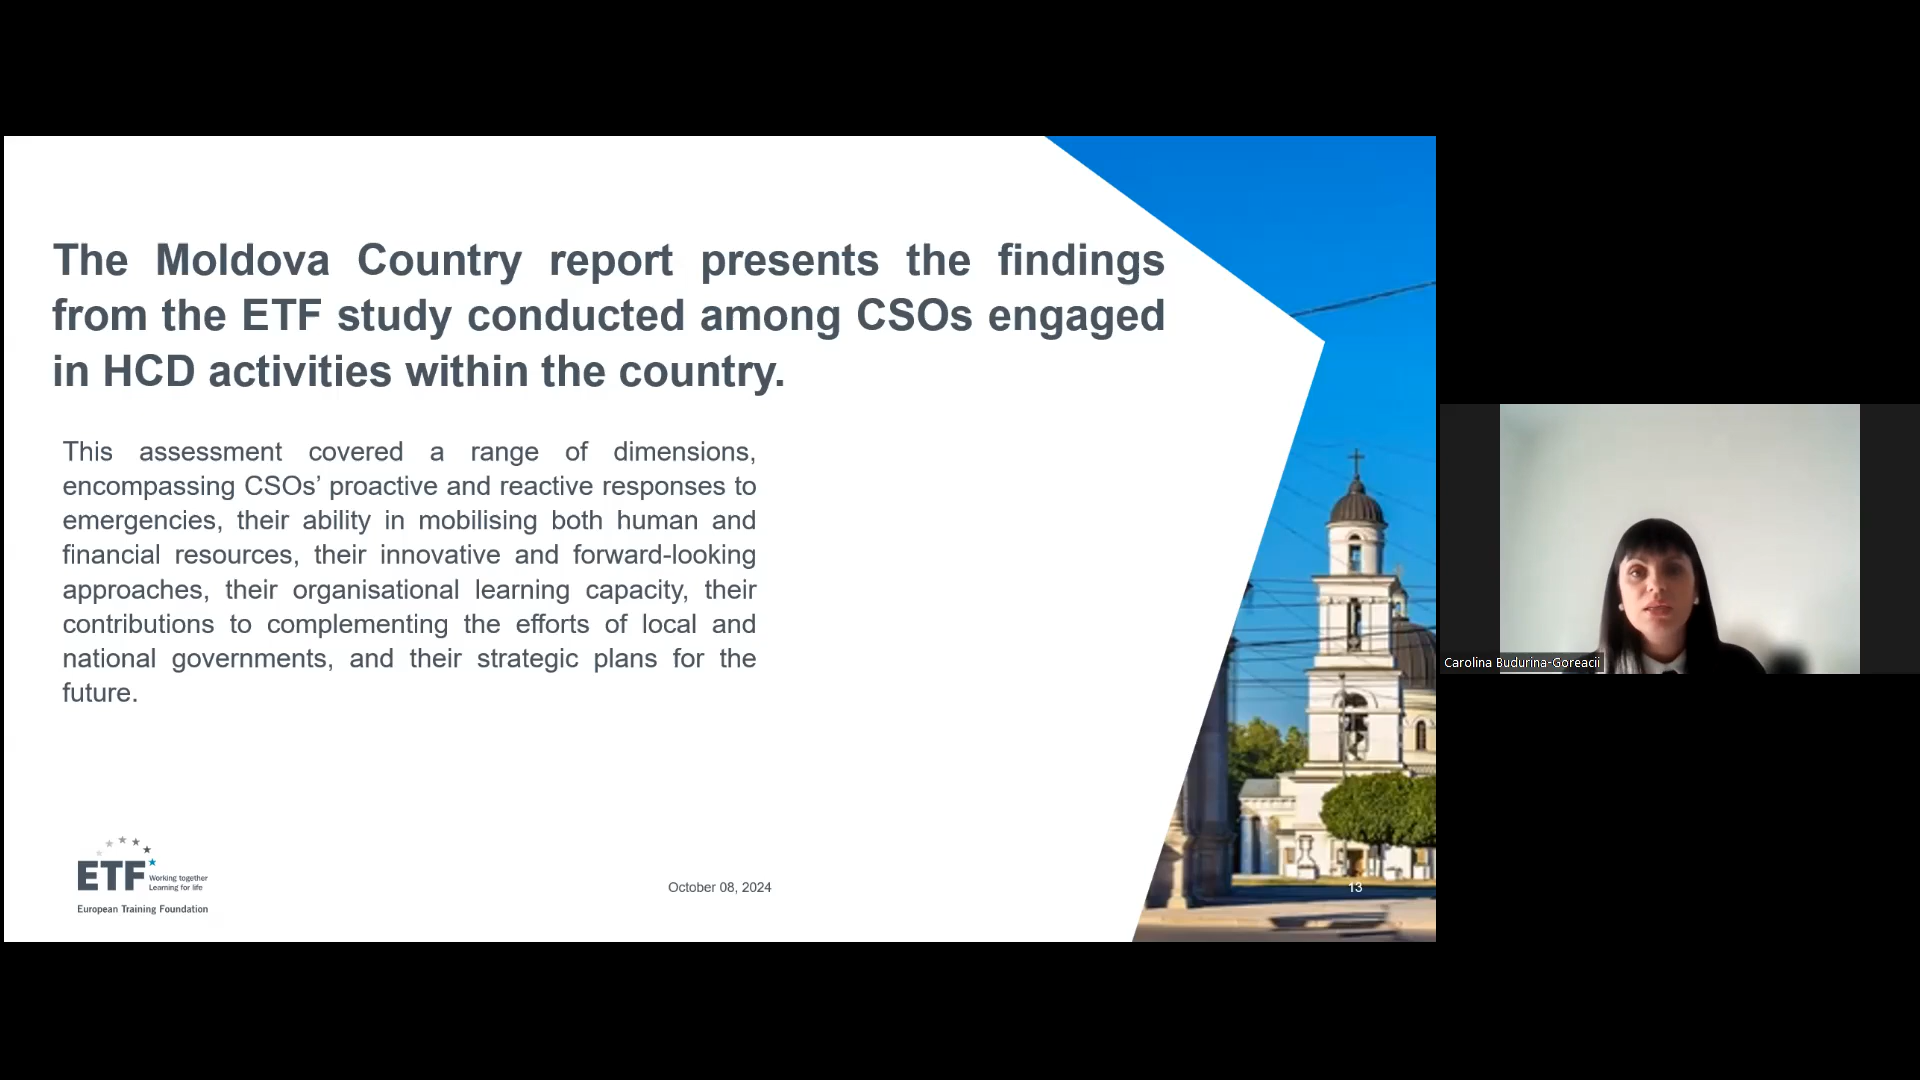 The Moldova Country report presents the findings
from the ETF study conducted among CSOs engaged
in HCD activities within the country.
This assessment covered a range of dimensions,
encompassing CSOs’ proactive and reactive responses to
emergencies, their ability in mobilising both human and
financial resources, their innovative and forward-looking
approaches, their organisational learning capacity, their
contributions to complementing the efforts of local and
national governments, and their strategic plans for the
future.
ETF
Working together
Learning for life
European Training Foundation
October 08, 2024
13
Carolina Budurina-Goreacii